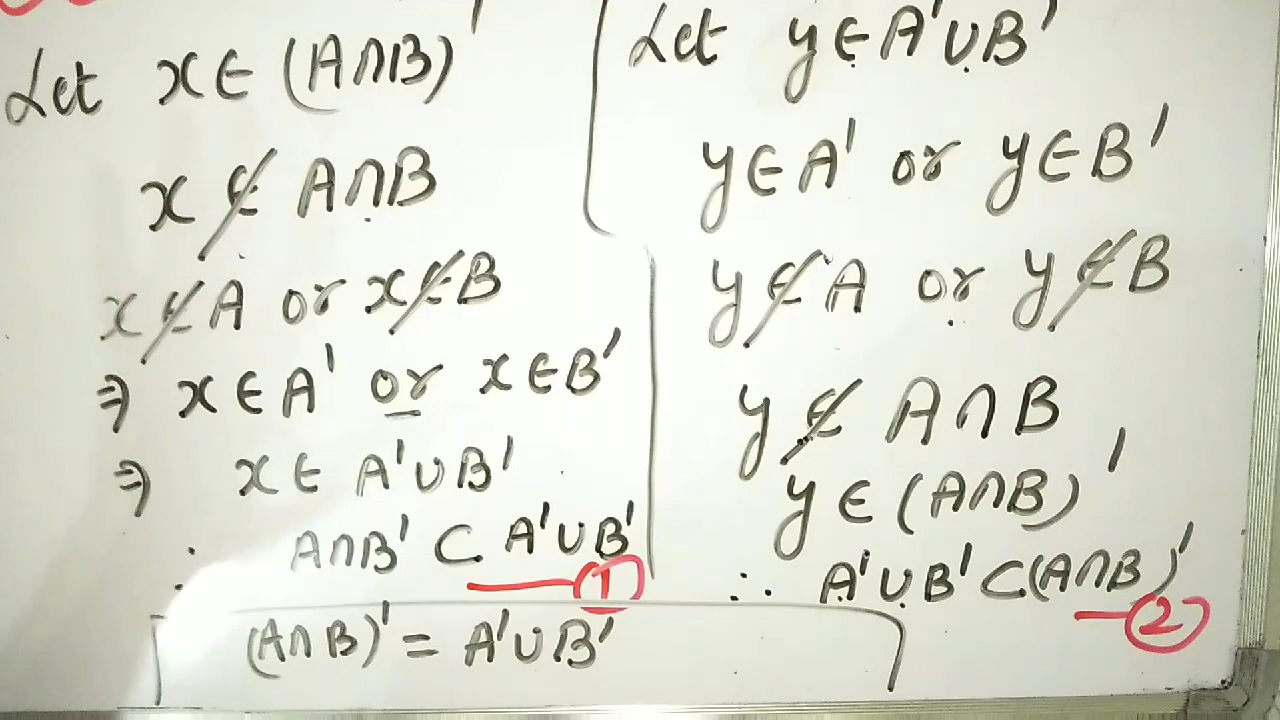 Let x∈(A∩B)'
x∉A∩B
x∉A or x∉B
⇒ x∈A' or x∈B'
⇒ x∈A'∪B'
∴ A∩B' ⊂ A'∪B'
①
Let y∈A'∪B'
y∈A' or y∈B'
y∉A or y∉B
y∉A∩B
y∈(A∩B)'
∴ A'∪B' ⊂ (A∩B)'
②
(A∩B)' = A'∪B'